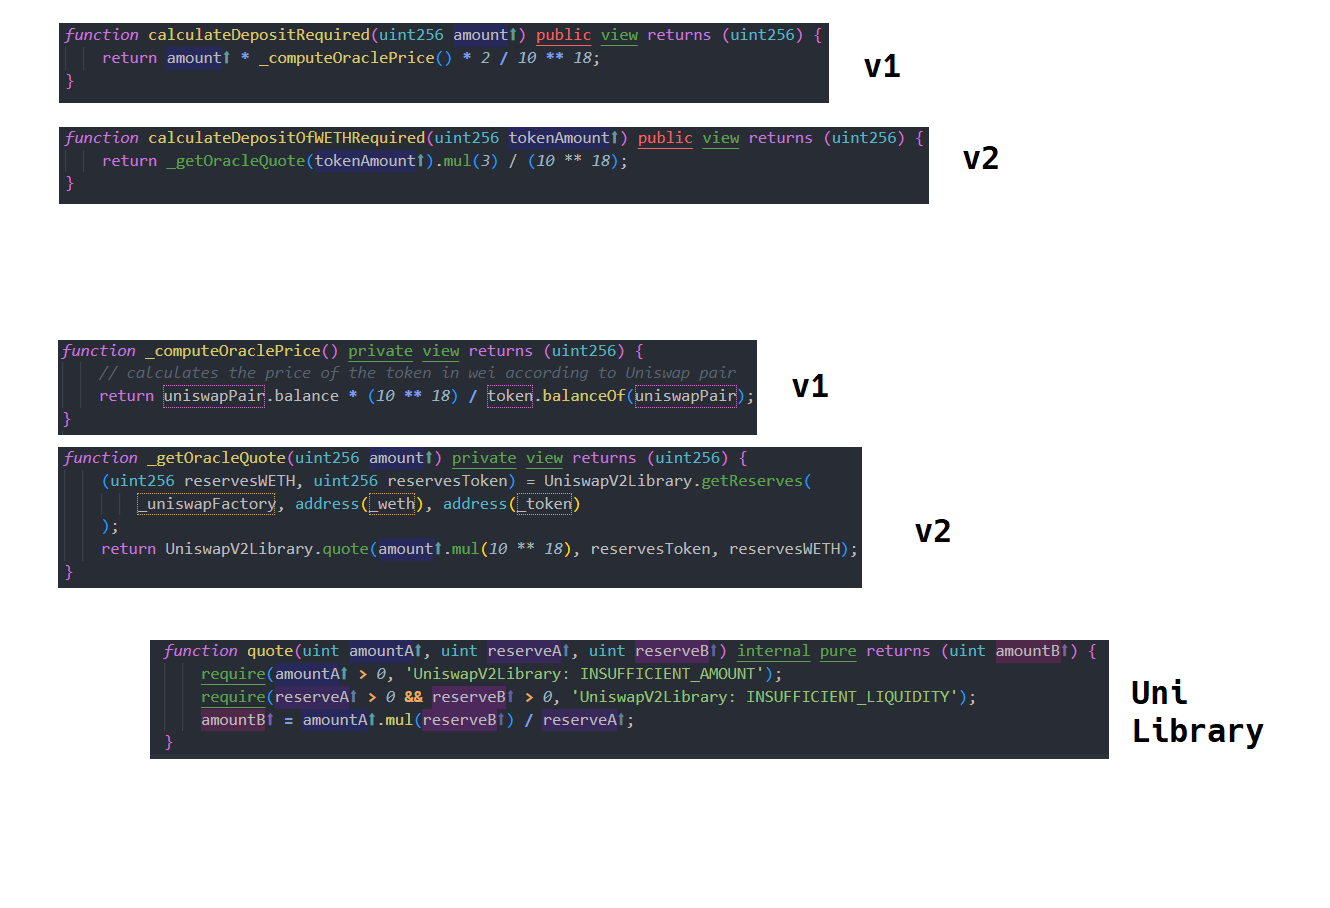 function calculateDepositRequired(uint256 amount⬆) public view returns (uint256) {
return amount⬆ * _computeOraclePrice() * 2 / 10 ** 18;
}
v1
function calculateDepositOfWETHRequired(uint256 tokenAmount⬆) public view returns (uint256) {
return _getOracleQuote(tokenAmount⬆).mul(3) / (10 ** 18);
}
v2
function _computeOraclePrice() private view returns (uint256) {
// calculates the price of the token in wei according to Uniswap pair
return uniswapPair.balance * (10 ** 18) / token.balanceOf(uniswapPair);
}
v1
function _getOracleQuote(uint256 amount⬆) private view returns (uint256) {
(uint256 reservesWETH, uint256 reservesToken) = UniswapV2Library.getReserves(
_uniswapFactory, address(_weth), address(_token)
);
return UniswapV2Library.quote(amount⬆.mul(10 ** 18), reservesToken, reservesWETH);
}
v2
function quote(uint amountA⬆, uint reserveA⬆, uint reserveB⬆) internal pure returns (uint amountB⬆) {
require(amountA⬆ > 0, 'UniswapV2Library: INSUFFICIENT_AMOUNT');
require(reserveA⬆ > 0 && reserveB⬆ > 0, 'UniswapV2Library: INSUFFICIENT_LIQUIDITY');
amountB⬆ = amountA⬆.mul(reserveB⬆) / reserveA⬆;
}
Uni
Library